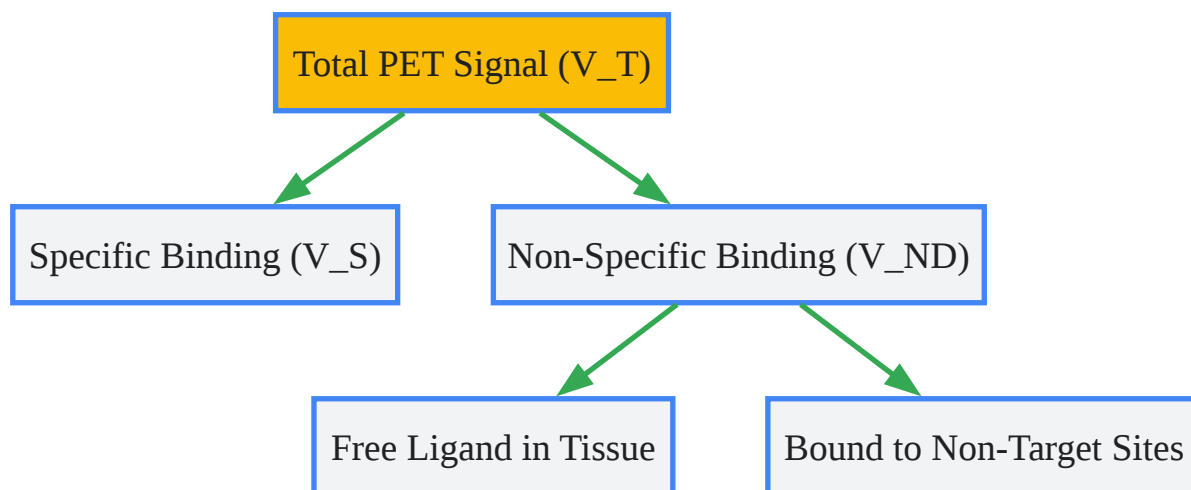 Total PET Signal (V_T)
Specific Binding (V_S)
Non-Specific Binding (V_ND)
Free Ligand in Tissue
Bound to Non-Target Sites